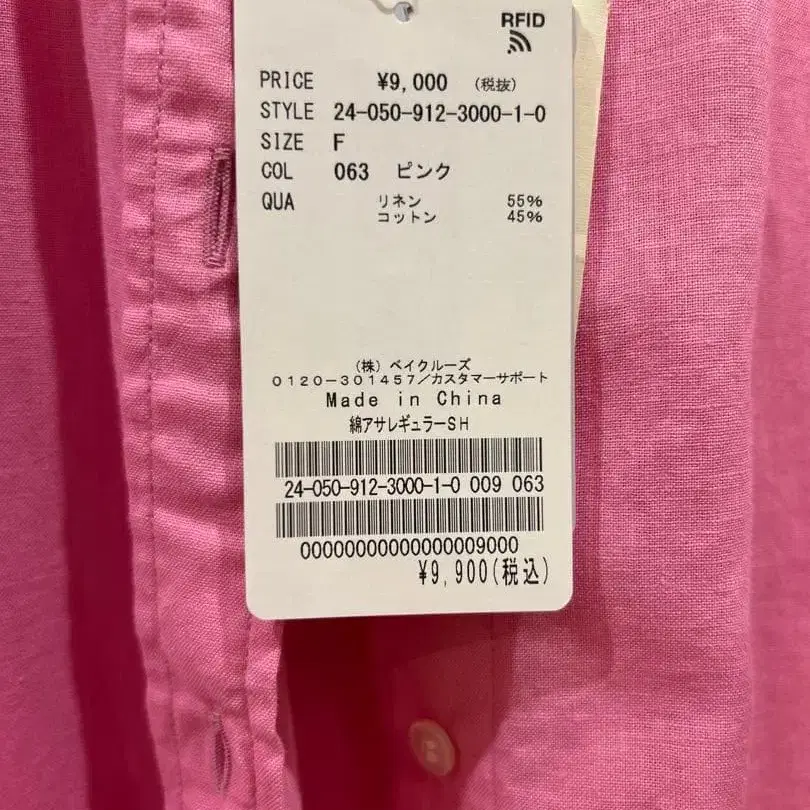 RFID
PRICE ¥9,000 (税抜)
STYLE 24-050-912-3000-1-0
SIZE F
COL 063 ピンク
QUA リネン 55%
コットン 45%
(株) ベイクルーズ
0120-301457/カスタマーサポート
Made in China
綿アサレギュラーSH
24-050-912-3000-1-0 009 063
00000000000000009000
¥9,900(税込)